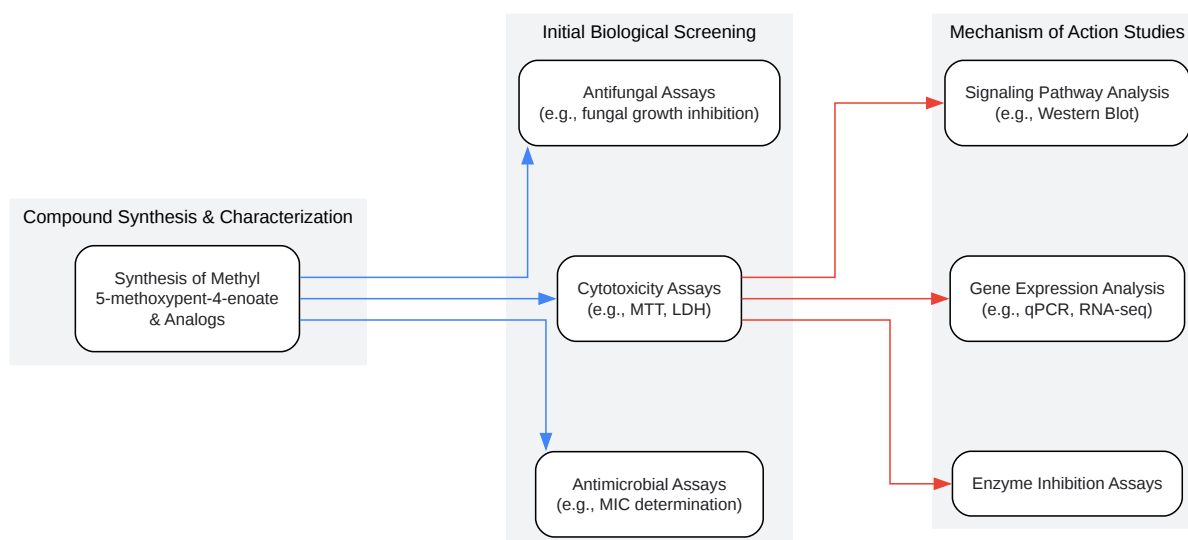 Compound Synthesis & Characterization
Synthesis of Methyl
5-methoxypent-4-enoate
& Analogs
Initial Biological Screening
Antifungal Assays
(e.g., fungal growth inhibition)
Cytotoxicity Assays
(e.g., MTT, LDH)
Antimicrobial Assays
(e.g., MIC determination)
Mechanism of Action Studies
Signaling Pathway Analysis
(e.g., Western Blot)
Gene Expression Analysis
(e.g., qPCR, RNA-seq)
Enzyme Inhibition Assays